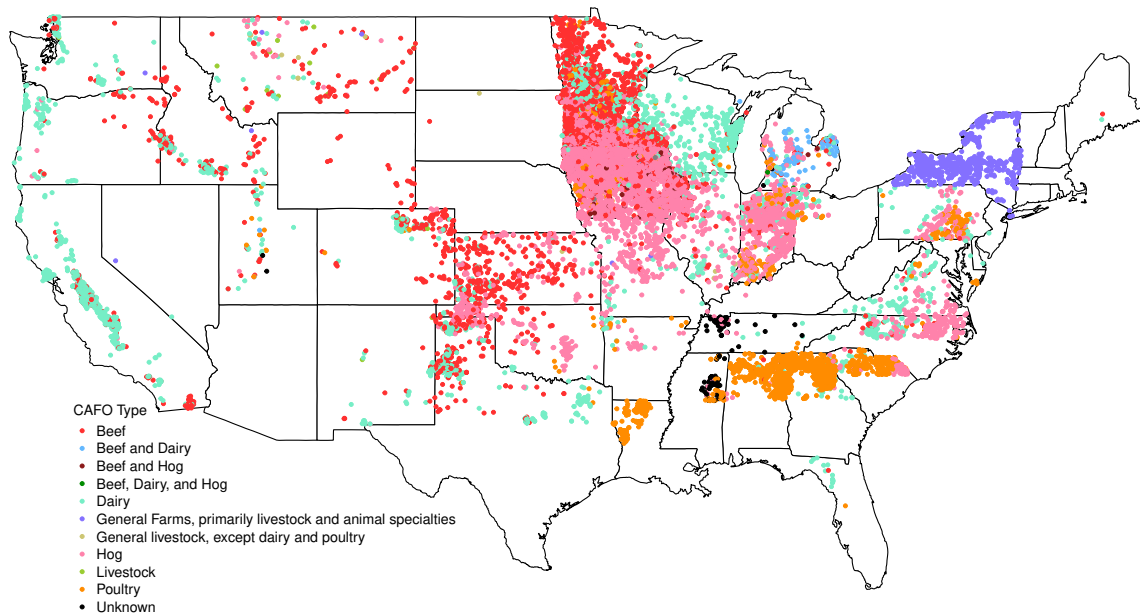 CAFO Type
Beef
Beef and Dairy
Beef and Hog
Beef, Dairy, and Hog
Dairy
General Farms, primarily livestock and animal specialties
General livestock, except dairy and poultry
Hog
Livestock
Poultry
Unknown